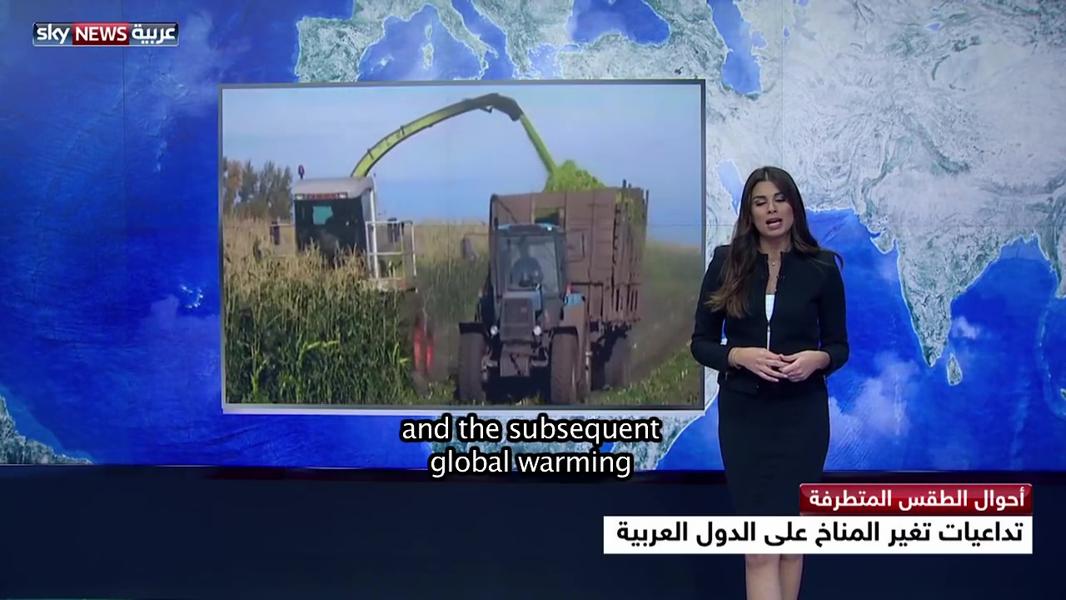 sky NEWS عربية
and the subsequent
global warming
أحوال الطقس المتطرفة
تداعيات تغير المناخ على الدول العربية